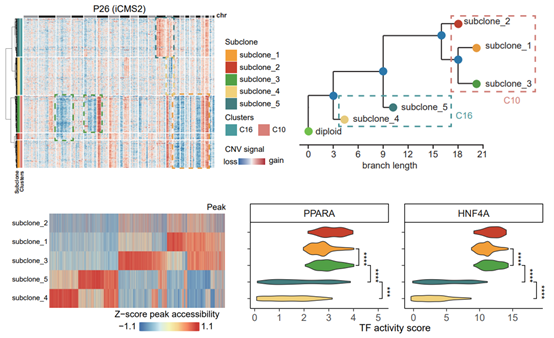 P26 (iCMS2)
chr
Subclone
subclone_1
subclone_2
subclone_3
subclone_4
subclone_5
Clusters
C16 C10
CNV signal
loss gain
Subclone
Clusters
subclone_2
subclone_1
subclone_3
C10
subclone_5
subclone_4
C16
diploid
0 3 6 9 12 15 18 21
branch length
Peak
subclone_2
subclone_1
subclone_3
subclone_5
subclone_4
Z-score peak accessibility
−1.1 1.1
PPARA HNF4A
**** **** ****
**** **** ****
0 1 2 3 4 5 0 5 10 15
TF activity score